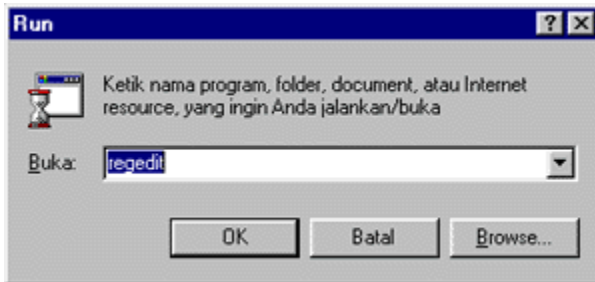 Run
Ketik nama program, folder, document, atau Internet
resource, yang ingin Anda jalankan/buka
Buka: regedit
OK Batal Browse...